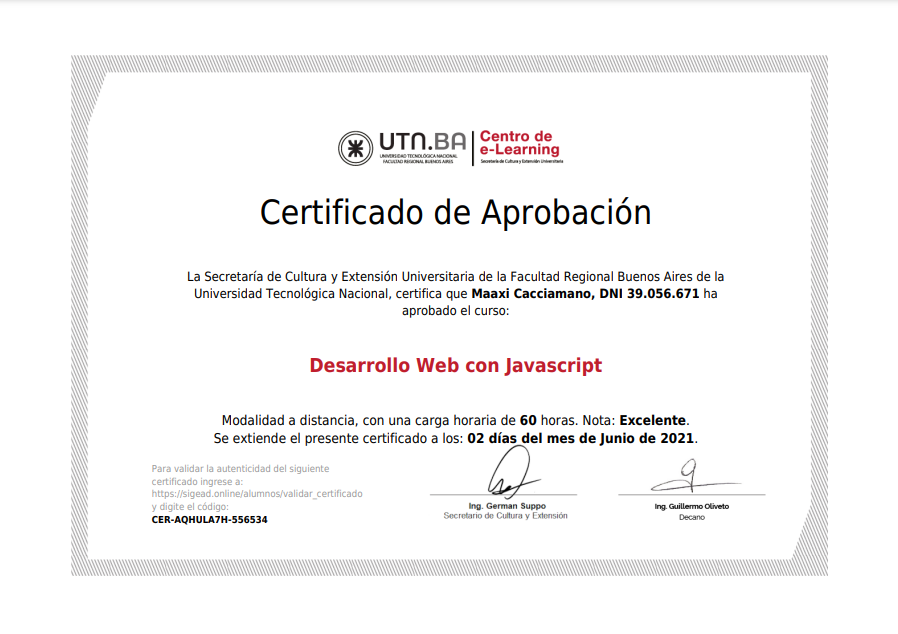 UTN.BA
UNIVERSIDAD TECNOLÓGICA NACIONAL
FACULTAD REGIONAL BUENOS AIRES
Centro de
e-Learning
Secretaría de Cultura y Extensión Universitaria
Certificado de Aprobación
La Secretaría de Cultura y Extensión Universitaria de la Facultad Regional Buenos Aires de la
Universidad Tecnológica Nacional, certifica que Maaxi Cacciamano, DNI 39.056.671 ha
aprobado el curso:
Desarrollo Web con Javascript
Modalidad a distancia, con una carga horaria de 60 horas. Nota: Excelente.
Se extiende el presente certificado a los: 02 días del mes de Junio de 2021.
Para validar la autenticidad del siguiente
certificado ingrese a:
https://sigead.online/alumnos/validar_certificado
y digite el código:
CER-AQHULA7H-556534
Ing. German Suppo
Secretario de Cultura y Extensión
Ing. Guillermo Oliveto
Decano